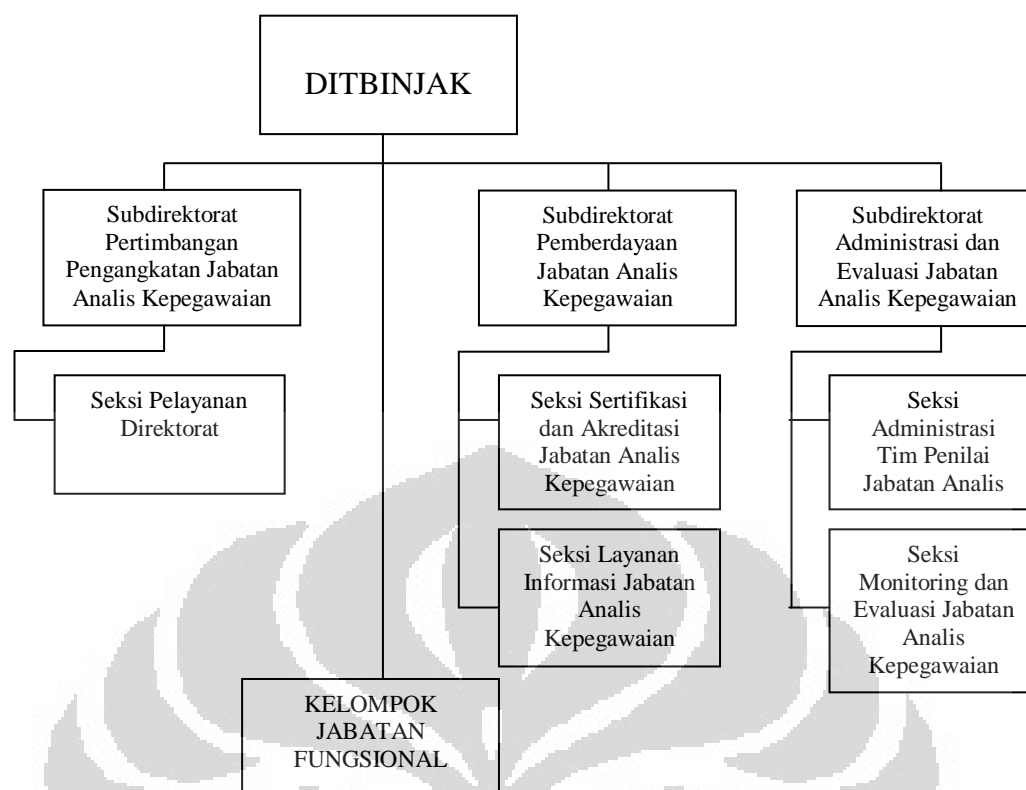 DITBINJAK
Subdirektorat
Pertimbangan
Pengangkatan Jabatan
Analis Kepegawaian
Subdirektorat
Pemberdayaan
Jabatan Analis
Kepegawaian
Subdirektorat
Administrasi dan
Evaluasi Jabatan
Analis Kepegawaian
Seksi Pelayanan
Direktorat
Seksi Sertifikasi
dan Akreditasi
Jabatan Analis
Kepegawaian
Seksi
Administrasi
Tim Penilai
Jabatan Analis
Seksi Layanan
Informasi Jabatan
Analis
Kepegawaian
Seksi
Monitoring dan
Evaluasi Jabatan
Analis
Kepegawaian
KELOMPOK
JABATAN
FUNGSIONAL